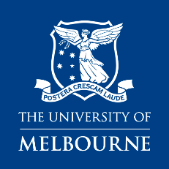 POSTERA CRESCAM LAUDE
THE UNIVERSITY OF
MELBOURNE